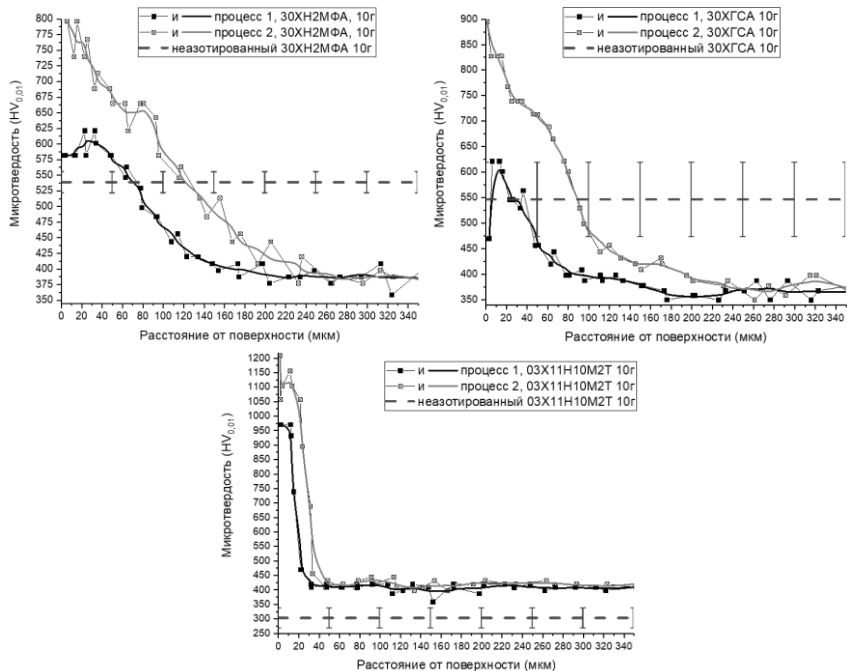 и процесс 1, 30ХН2МФА, 10г
и процесс 2, 30ХН2МФА, 10г
неазотированный 30ХН2МФА 10г
Микротвердость (HV0,01)
800
775
750
725
700
675
650
625
600
575
550
525
500
475
450
425
400
375
350
0 20 40 60 80 100 120 140 160 180 200 220 240 260 280 300 320 340
Расстояние от поверхности (мкм)
и процесс 1, 30ХГСА 10г
и процесс 2, 30ХГСА 10г
неазотированный 30ХГСА 10г
Микротвердость (HV0,01)
900
850
800
750
700
650
600
550
500
450
400
350
0 20 40 60 80 100 120 140 160 180 200 220 240 260 280 300 320 340
Расстояние от поверхности (мкм)
и процесс 1, 03Х11Н10М2Т 10г
и процесс 2, 03Х11Н10М2Т 10г
неазотированный 03Х11Н10М2Т 10г
Микротвердость (HV0,01)
1200
1150
1100
1050
1000
950
900
850
800
750
700
650
600
550
500
450
400
350
300
250
0 20 40 60 80 100 120 140 160 180 200 220 240 260 280 300 320 340
Расстояние от поверхности (мкм)